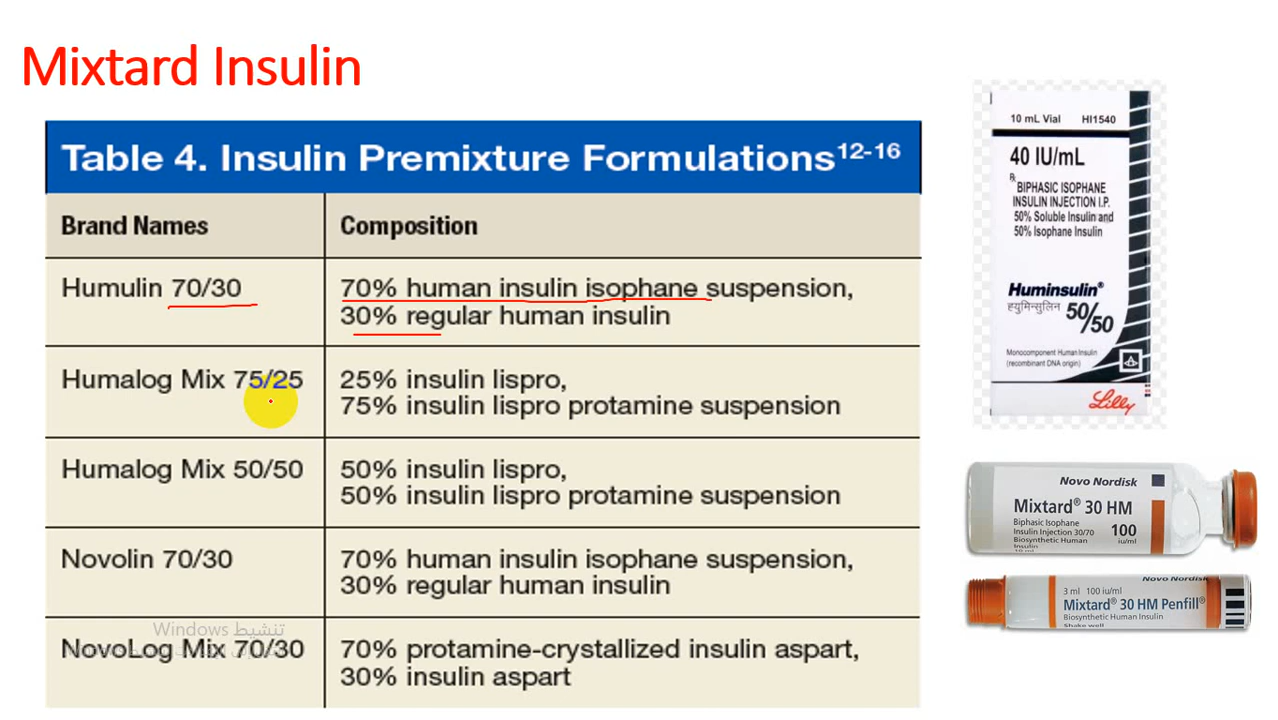 Mixtard Insulin
Table 4. Insulin Premixture Formulations12-16
Brand Names
Composition
Humulin 70/30
70% human insulin isophane suspension,
30% regular human insulin
Humalog Mix 75/25
25% insulin lispro,
75% insulin lispro protamine suspension
Humalog Mix 50/50
50% insulin lispro,
50% insulin lispro protamine suspension
Novolin 70/30
70% human insulin isophane suspension,
30% regular human insulin
NovoLog Mix 70/30
70% protamine-crystallized insulin aspart,
30% insulin aspart
تنشيط Windows
10 mL Vial HI1540
40 IU/mL
℞
BIPHASIC ISOPHANE
INSULIN INJECTION I.P.
50% Soluble Insulin and
50% Isophane Insulin
Huminsulin®
ह्युमिन्सुलिन 50/50
Monocomponent Human Insulin
(recombinant DNA origin)
Lilly
Novo Nordisk
Mixtard® 30 HM
Biphasic Isophane
Insulin Injection 30/70
100
Biosynthetic Human
iu/ml
Insulin
10 ml
Novo Nordisk
3 ml 100 iu/ml
Mixtard® 30 HM Penfill®
Biosynthetic Human Insulin
Shake well